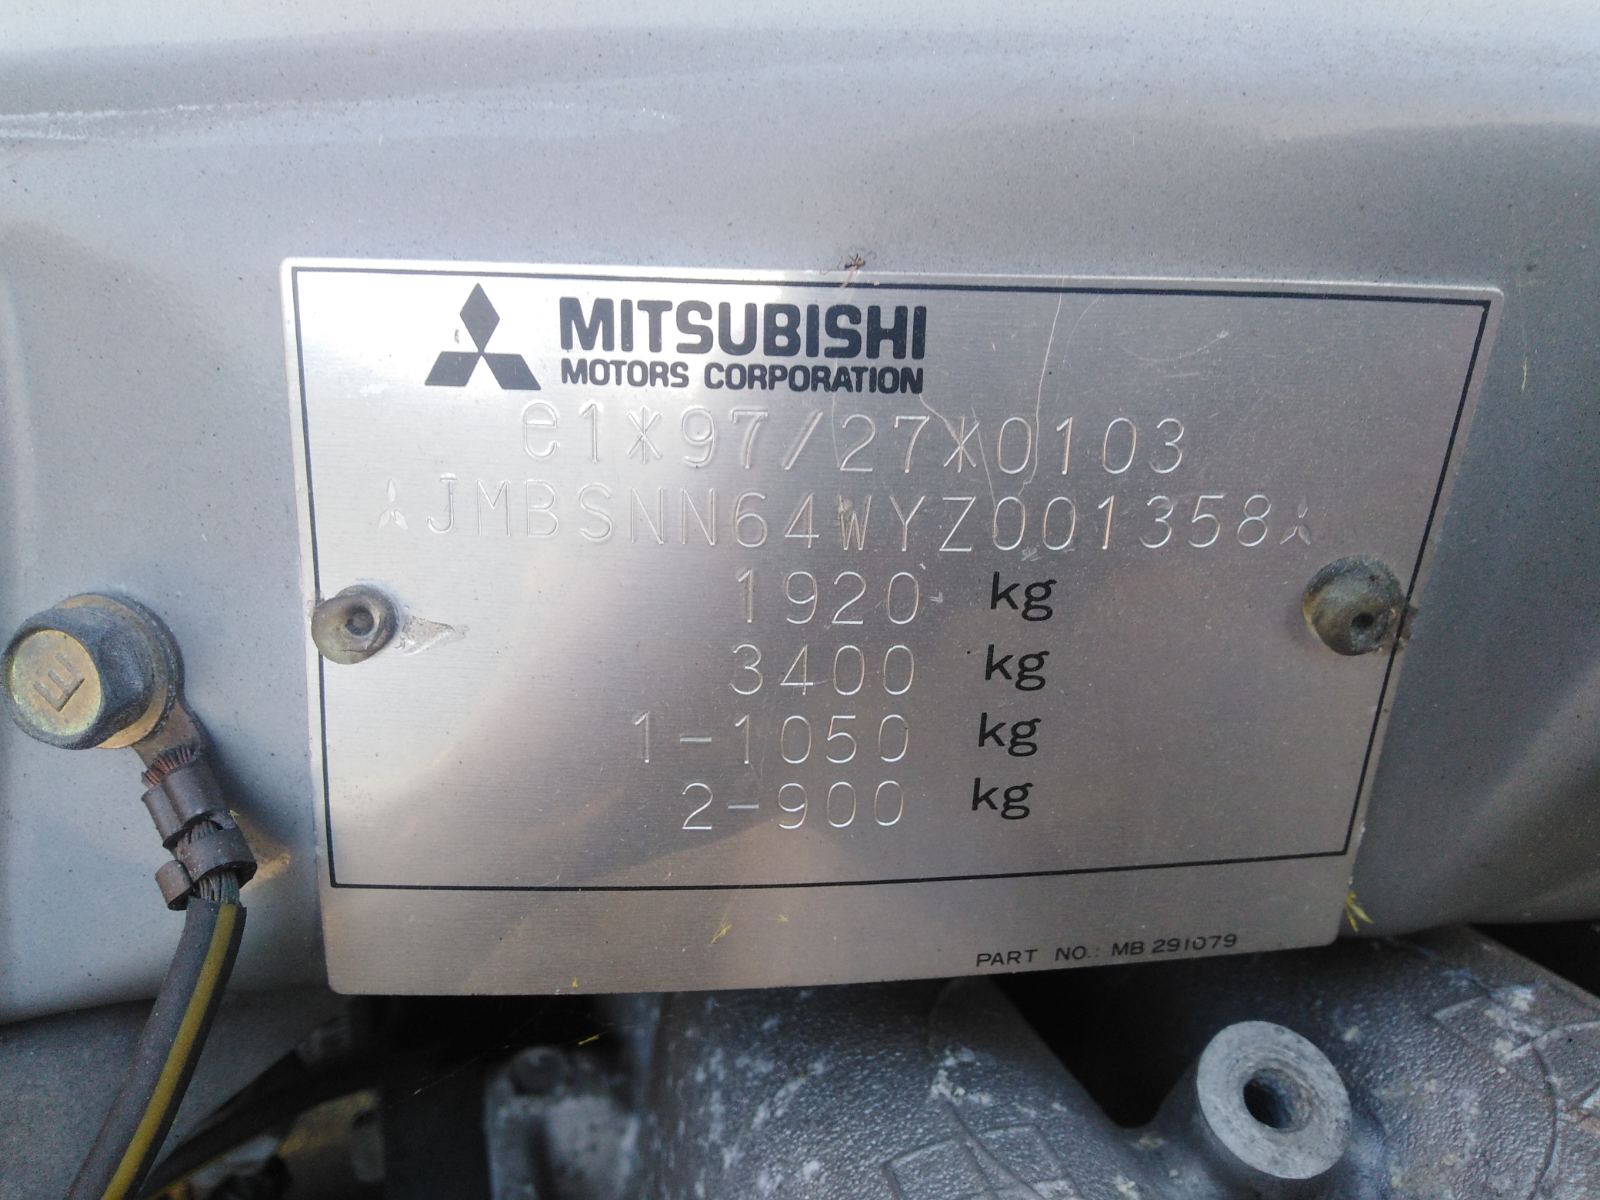 MITSUBISHI
MOTORS CORPORATION
e1*97/27*0103
JMBSNN64WYZ001358
1920 kg
3400 kg
1-1050 kg
2-900 kg
PART NO.: MB 291079
E